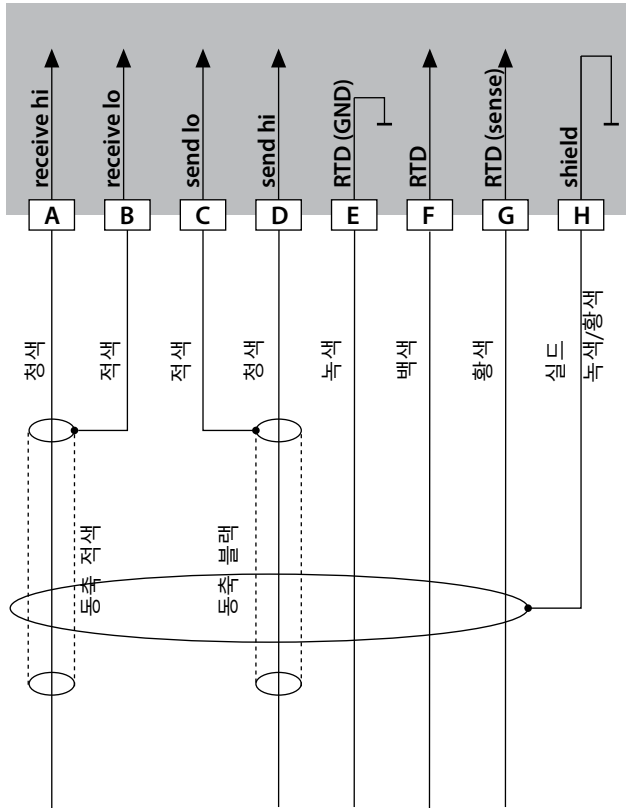 receive hi
receive lo
send lo
send hi
RTD (GND)
RTD
RTD (sense)
shield
A
B
C
D
E
F
G
H
청색
적색
적색
청색
녹색
백색
황색
실드
녹색/황색
동축 적색
동축 블랙